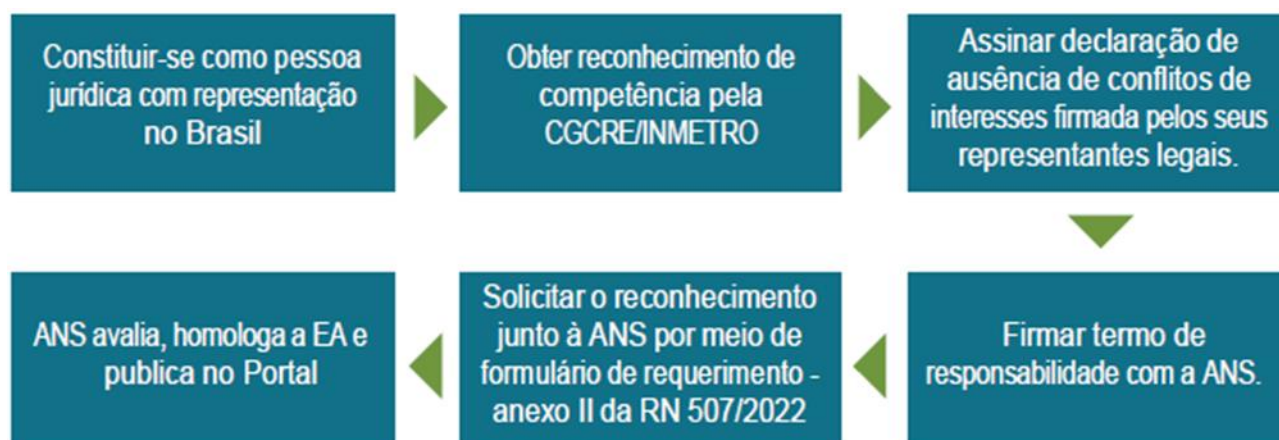 Constituir-se como pessoa
jurídica com representação
no Brasil
Obter reconhecimento de
competência pela
CGCRE/INMETRO
Assinar declaração de
ausência de conflitos de
interesses firmada pelos seus
representantes legais.
Firmar termo de
responsabilidade com a ANS.
Solicitar o reconhecimento
junto à ANS por meio de
formulário de requerimento -
anexo II da RN 507/2022
ANS avalia, homologa a EA e
publica no Portal